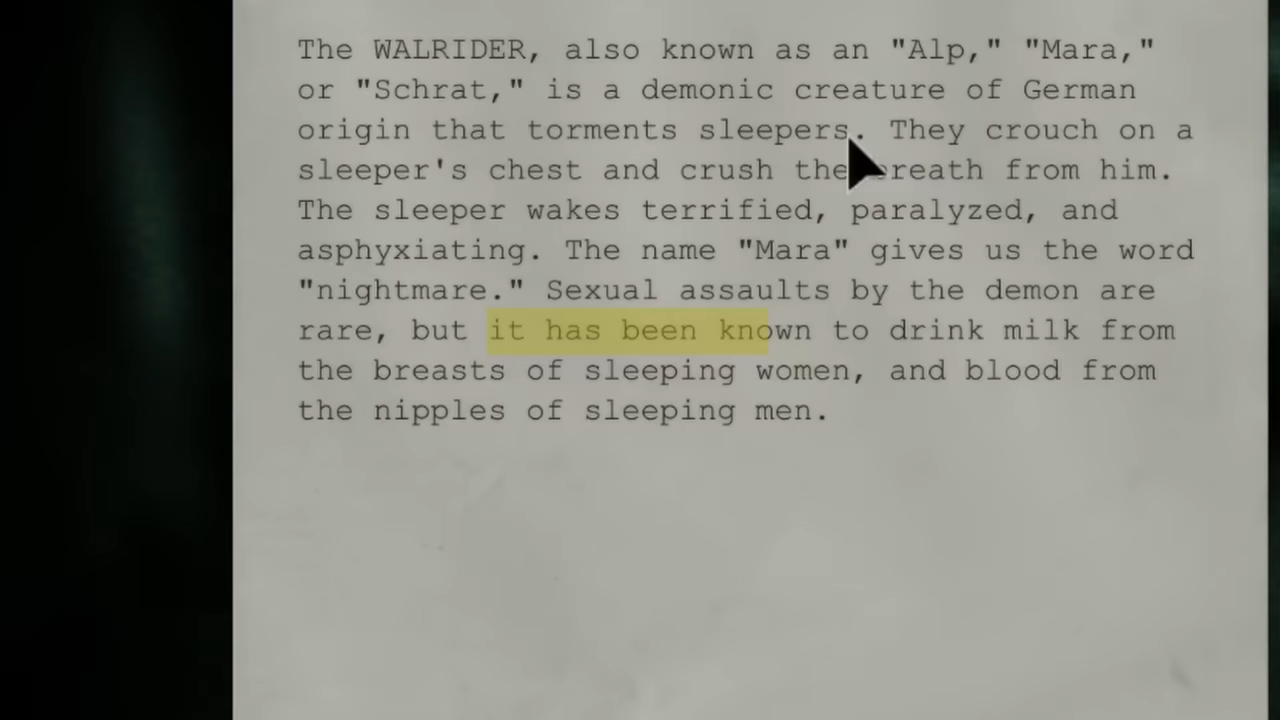 The WALRIDER, also known as an "Alp," "Mara,"
or "Schrat," is a demonic creature of German
origin that torments sleepers. They crouch on a
sleeper's chest and crush the breath from him.
The sleeper wakes terrified, paralyzed, and
asphyxiating. The name "Mara" gives us the word
"nightmare." Sexual assaults by the demon are
rare, but it has been known to drink milk from
the breasts of sleeping women, and blood from
the nipples of sleeping men.